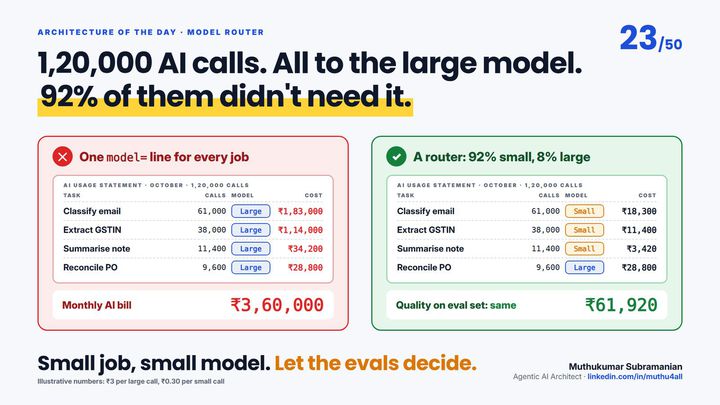 ARCHITECTURE OF THE DAY · MODEL ROUTER
23/50
1,20,000 AI calls. All to the large model.
92% of them didn't need it.
One model= line for every job
AI USAGE STATEMENT · OCTOBER · 1,20,000 CALLS
TASK CALLS MODEL COST
Classify email 61,000 Large ₹1,83,000
Extract GSTIN 38,000 Large ₹1,14,000
Summarise note 11,400 Large ₹34,200
Reconcile PO 9,600 Large ₹28,800
Monthly AI bill ₹3,60,000
A router: 92% small, 8% large
AI USAGE STATEMENT · OCTOBER · 1,20,000 CALLS
TASK CALLS MODEL COST
Classify email 61,000 Small ₹18,300
Extract GSTIN 38,000 Small ₹11,400
Summarise note 11,400 Small ₹3,420
Reconcile PO 9,600 Large ₹28,800
Quality on eval set: same ₹61,920
Small job, small model. Let the evals decide.
Illustrative numbers: ₹3 per large call, ₹0.30 per small call
Muthukumar Subramanian
Agentic AI Architect · linkedin.com/in/muthu4all